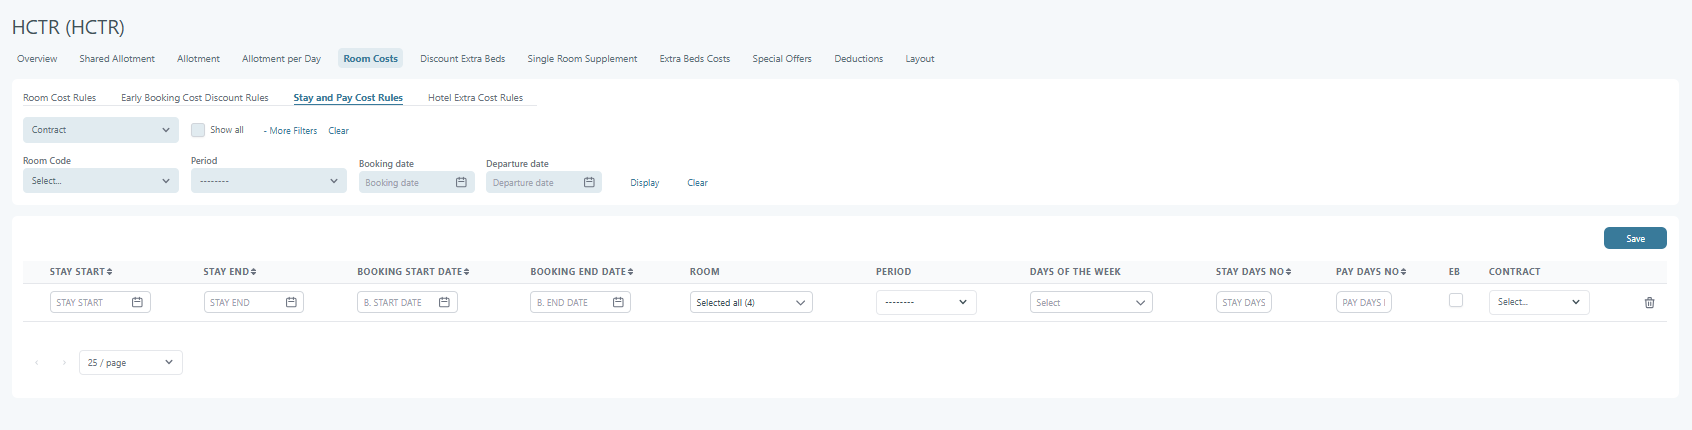 HCTR (HCTR)
Overview Shared Allotment Allotment Allotment per Day Room Costs Discount Extra Beds Single Room Supplement Extra Beds Costs Special Offers Deductions Layout
Room Cost Rules Early Booking Cost Discount Rules Stay and Pay Cost Rules Hotel Extra Cost Rules
Contract Show all - More Filters Clear
Room Code Period Booking date Departure date
Select... -------- Booking date Departure date Display Clear
Save
STAY START STAY END BOOKING START DATE BOOKING END DATE ROOM PERIOD DAYS OF THE WEEK STAY DAYS NO PAY DAYS NO EB CONTRACT
STAY START STAY END B. START DATE B. END DATE Selected all (4) -------- Select STAY DAYS PAY DAYS Select...
25 / page